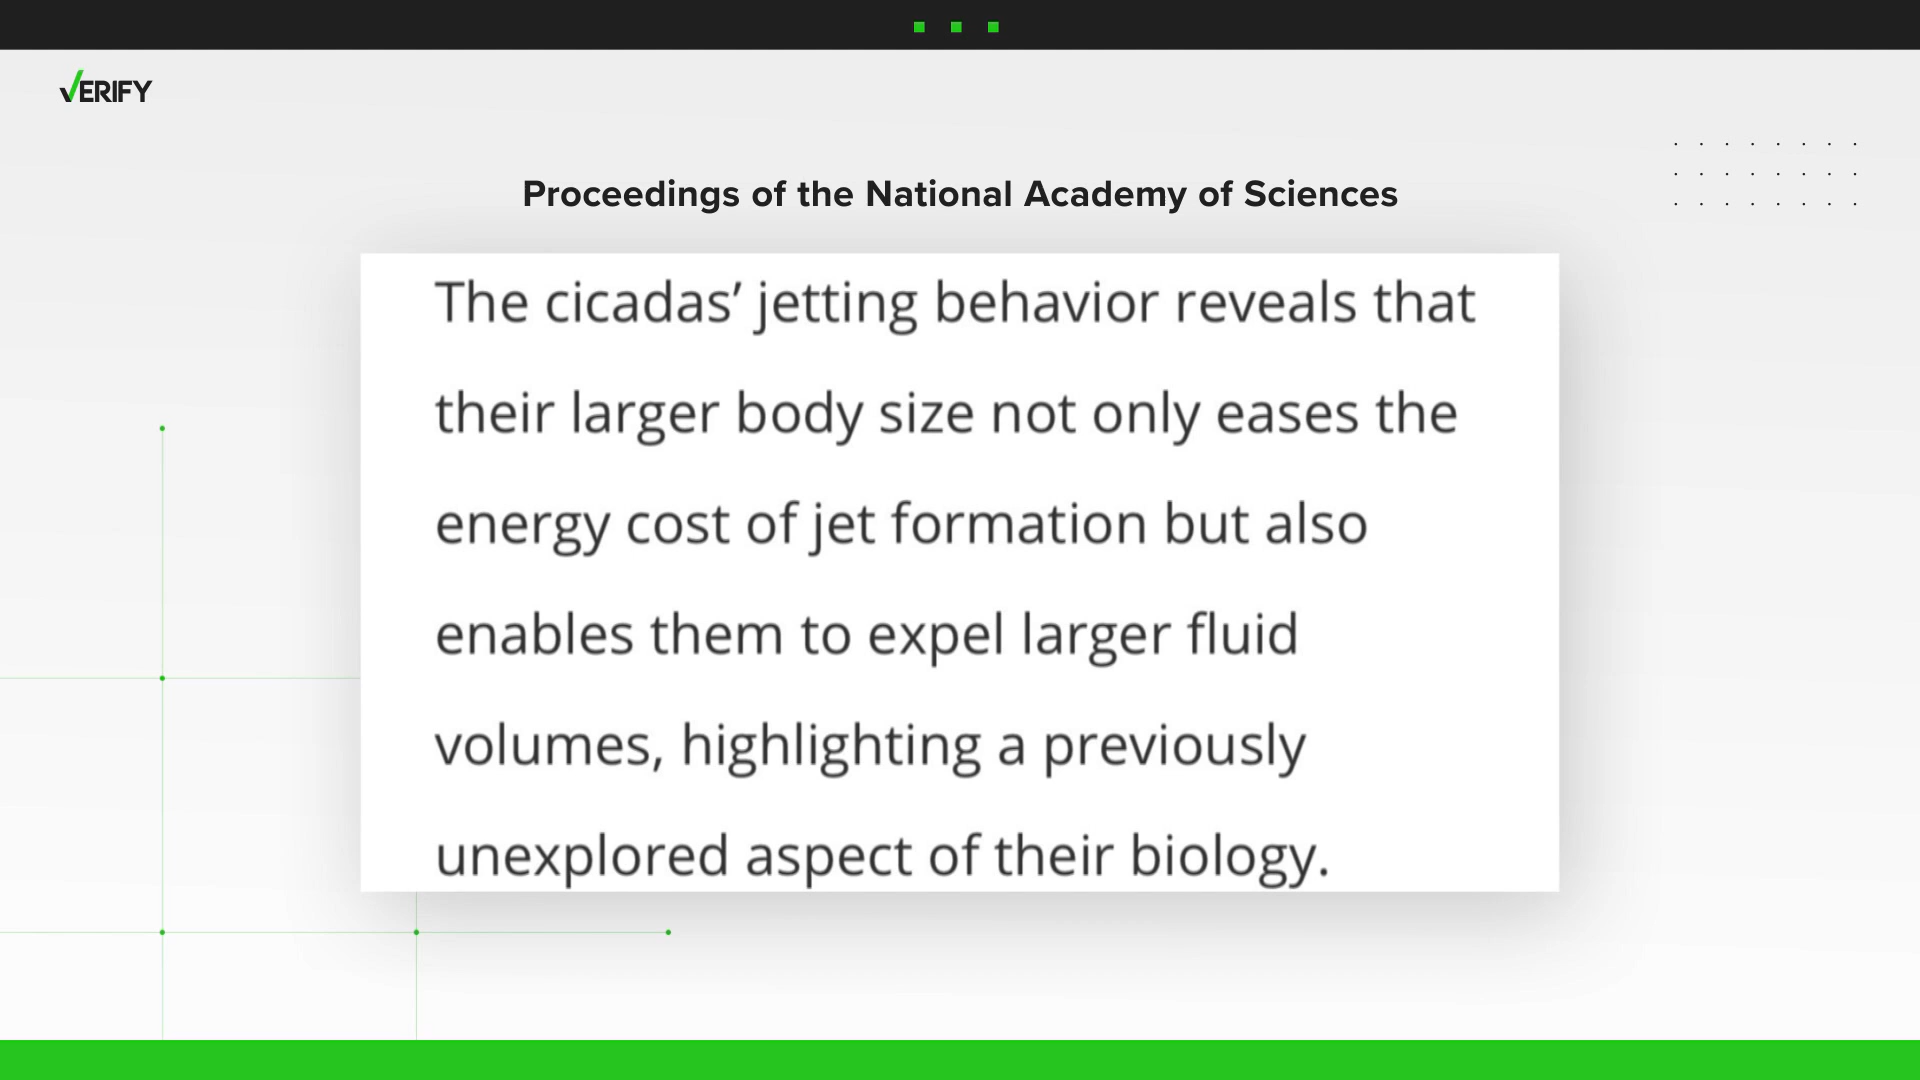 VERIFY
Proceedings of the National Academy of Sciences
The cicadas’ jetting behavior reveals that
their larger body size not only eases the
energy cost of jet formation but also
enables them to expel larger fluid
volumes, highlighting a previously
unexplored aspect of their biology.